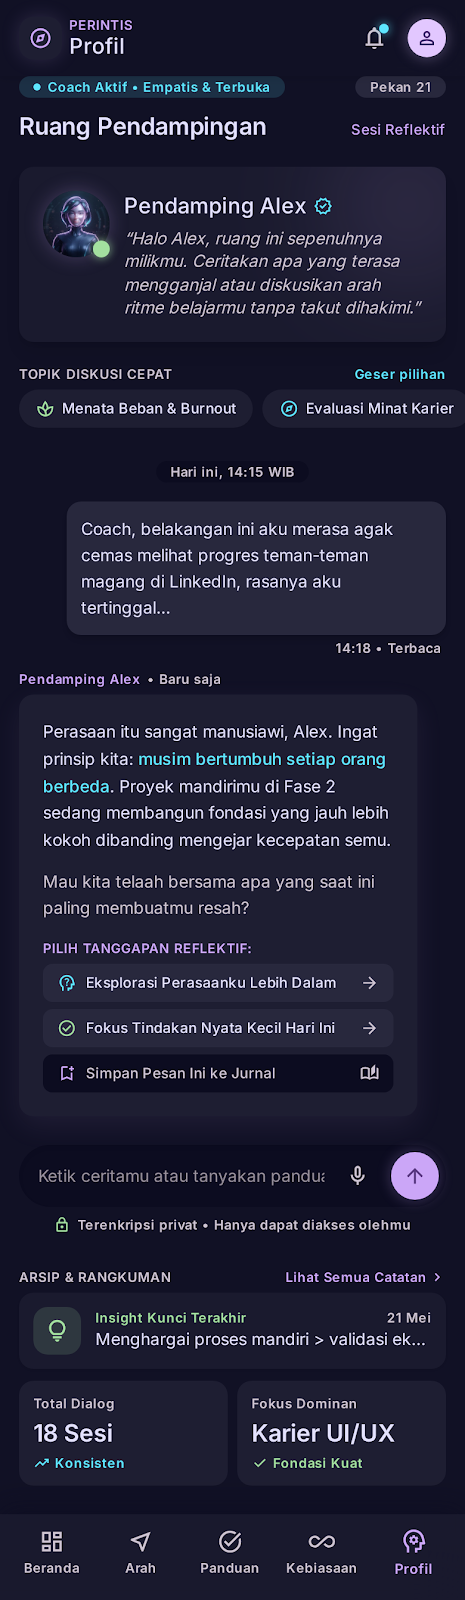 PERINTIS
Profil
Coach Aktif • Empatis & Terbuka
Pekan 21
Ruang Pendampingan
Sesi Reflektif
Pendamping Alex
“Halo Alex, ruang ini sepenuhnya
milikmu. Ceritakan apa yang terasa
mengganjal atau diskusikan arah
ritme belajarmu tanpa takut dihakimi.”
TOPIK DISKUSI CEPAT
Geser pilihan
Menata Beban & Burnout
Evaluasi Minat Karier
Hari ini, 14:15 WIB
Coach, belakangan ini aku merasa agak
cemas melihat progres teman-teman
magang di LinkedIn, rasanya aku
tertinggal...
14:18 • Terbaca
Pendamping Alex • Baru saja
Perasaan itu sangat manusiawi, Alex. Ingat
prinsip kita: musim bertumbuh setiap orang
berbeda. Proyek mandirimu di Fase 2
sedang membangun fondasi yang jauh lebih
kokoh dibanding mengejar kecepatan semu.
Mau kita telaah bersama apa yang saat ini
paling membuatmu resah?
PILIH TANGGAPAN REFLEKTIF:
Eksplorasi Perasaanku Lebih Dalam
Fokus Tindakan Nyata Kecil Hari Ini
Simpan Pesan Ini ke Jurnal
Ketik ceritamu atau tanyakan pandua
Terenkripsi privat • Hanya dapat diakses olehmu
ARSIP & RANGKUMAN
Lihat Semua Catatan
Insight Kunci Terakhir
21 Mei
Menghargai proses mandiri > validasi ek...
Total Dialog
18 Sesi
Konsisten
Fokus Dominan
Karier UI/UX
Fondasi Kuat
Beranda
Arah
Panduan
Kebiasaan
Profil